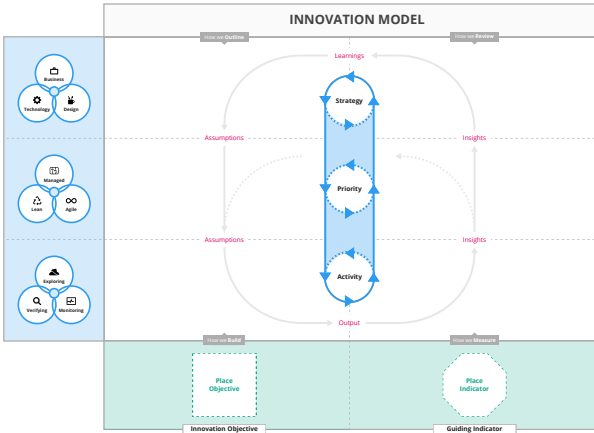 INNOVATION MODEL
How we Outline
How we Review
Learnings
Business
Technology
Design
Strategy
Assumptions
Insights
Managed
Lean
Agile
Priority
Assumptions
Insights
Exploring
Verifying
Monitoring
Activity
Output
How we Build
How we Measure
Place
Objective
Place
Indicator
Innovation Objective
Guiding Indicator